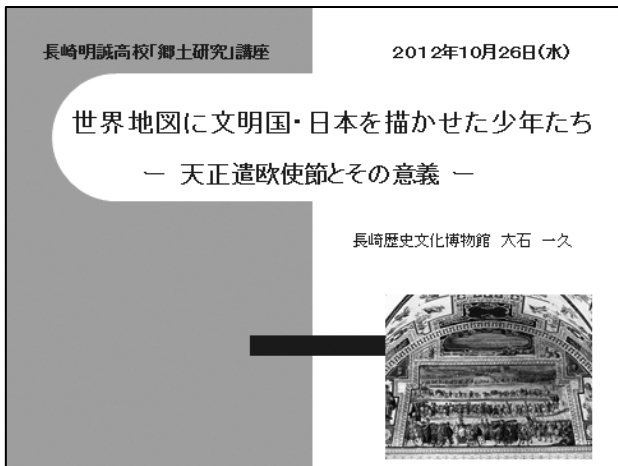 長崎明誠高校「郷土研究」講座
2012年10月26日(水)
世界地図に文明国・日本を描かせた少年たち
― 天正遣欧使節とその意義 ―
長崎歴史文化博物館 大石 一久